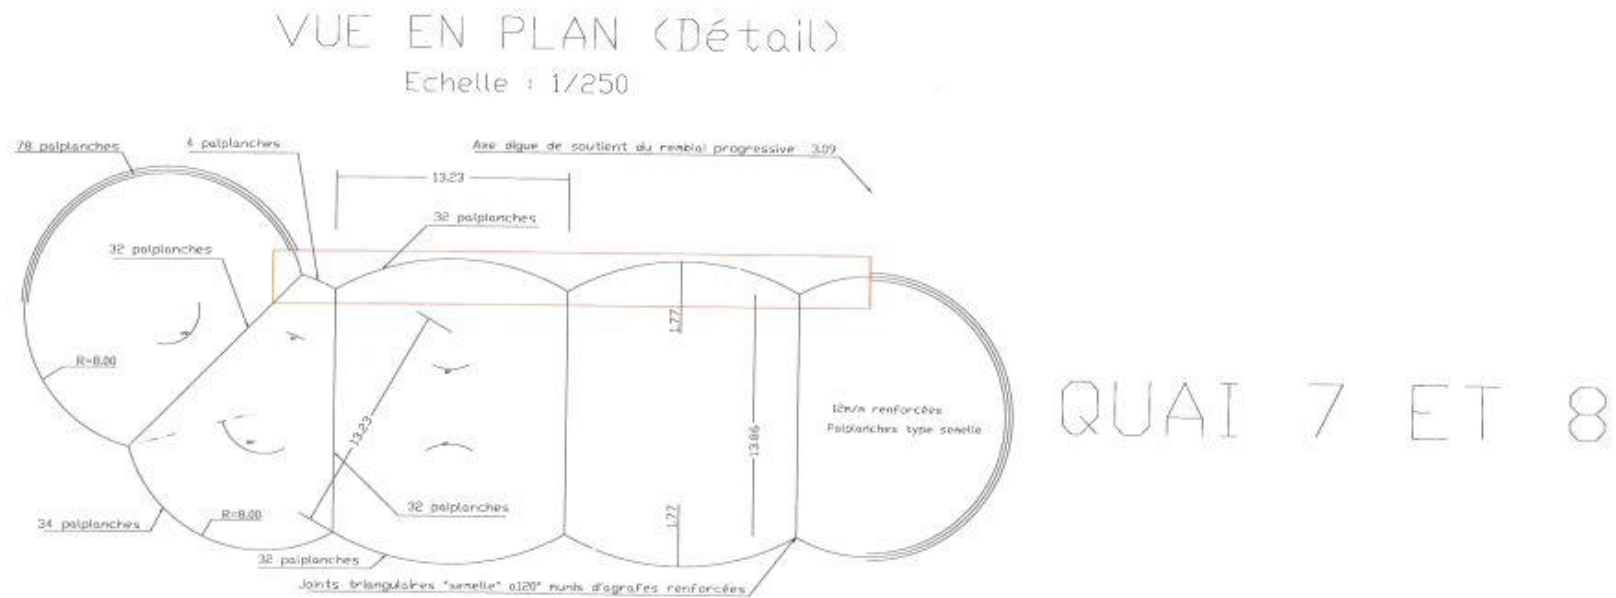 VUE EN PLAN (Détail)
Echelle : 1/250
78 palplanches
4 palplanches
Axe digue de soutient du remblai progressive 3.09
13.23
32 palplanches
32 palplanches
R=8.00
1.77
13.23
12m/m renforcées
Palplanches type semelle
13.86
QUAI 7 ET 8
32 palplanches
R=8.00
34 palplanches
1.77
32 palplanches
Joints triangulaires "semelle" a120° munis d'agrafes renforcées